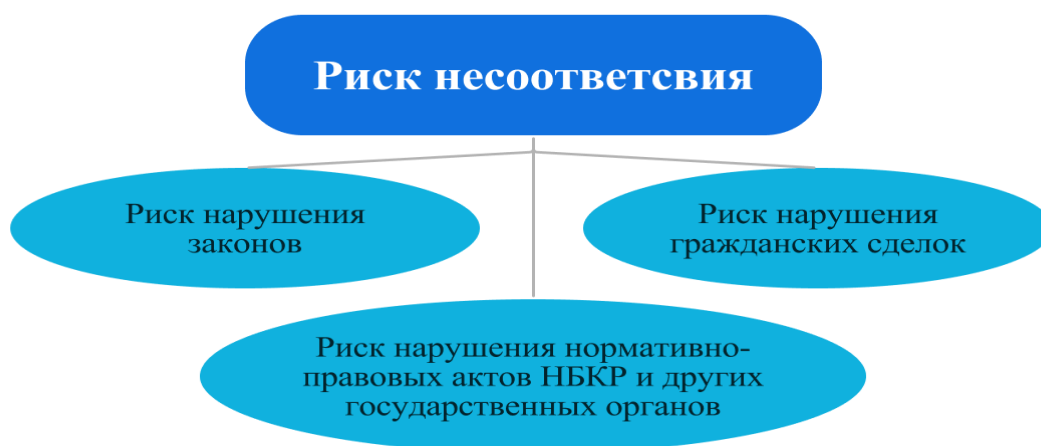 Риск несоответсвия
Риск нарушения
законов
Риск нарушения
гражданских сделок
Риск нарушения нормативно-
правовых актов НБКР и других
государственных органов